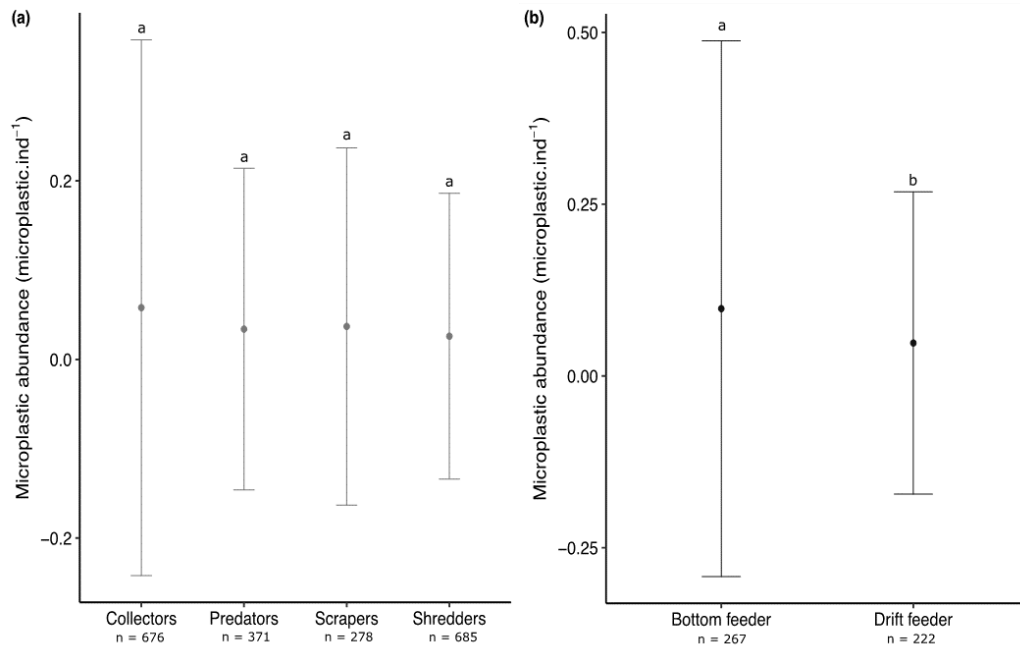 (a)
Microplastic abundance (microplastic.ind⁻¹)
0.2
0.0
−0.2
a
a
a
a
Collectors
n = 676
Predators
n = 371
Scrapers
n = 278
Shredders
n = 685
(b)
Microplastic abundance (microplastic.ind⁻¹)
0.50
0.25
0.00
−0.25
a
b
Bottom feeder
n = 267
Drift feeder
n = 222